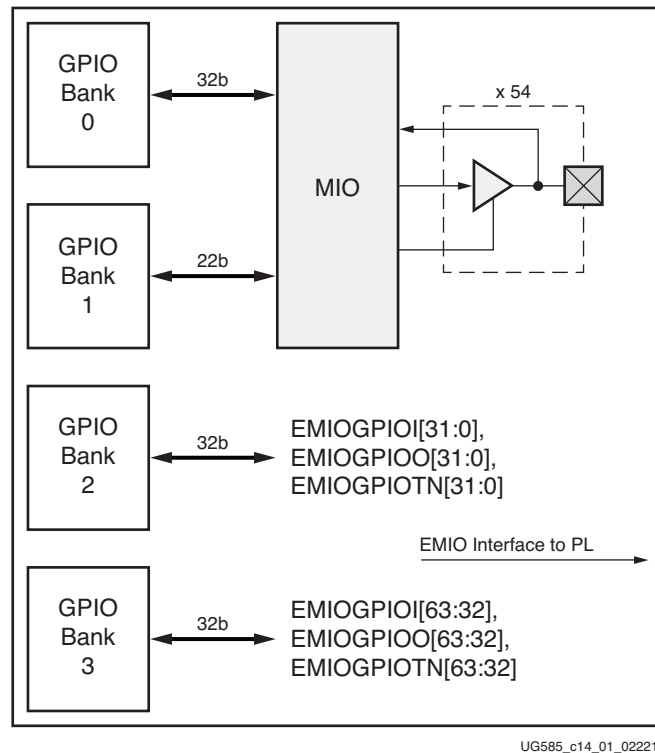 GPIO
Bank
0
32b
MIO
x 54
GPIO
Bank
1
22b
GPIO
Bank
2
32b
EMIOGPIOI[31:0],
EMIOGPIOO[31:0],
EMIOGPIOTN[31:0]
EMIO Interface to PL
GPIO
Bank
3
32b
EMIOGPIOI[63:32],
EMIOGPIOO[63:32],
EMIOGPIOTN[63:32]
UG585_c14_01_02221